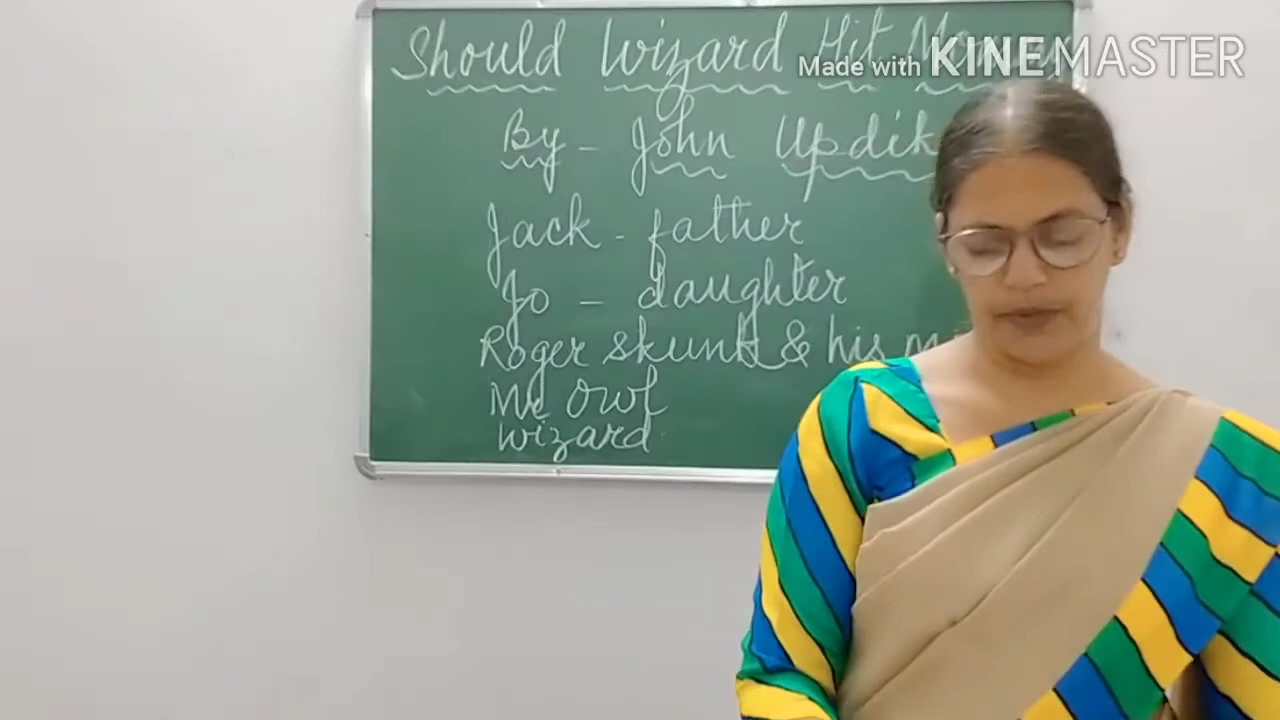 Should Wizard Hit
Made with KINEMASTER
By - John Updik
Jack - father
Jo - daughter
Roger skunk & his
Mr Owl
wizard